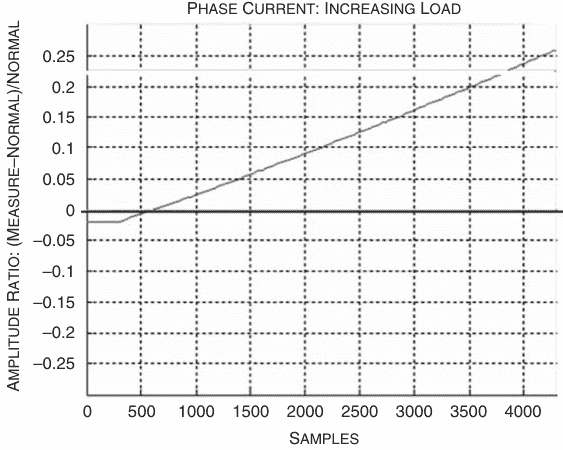 PHASE CURRENT: INCREASING LOAD
AMPLITUDE RATIO: (MEASURE–NORMAL)/NORMAL
0.25
0.2
0.15
0.1
0.05
0
–0.05
–0.1
–0.15
–0.2
–0.25
0 500 1000 1500 2000 2500 3000 3500 4000
SAMPLES